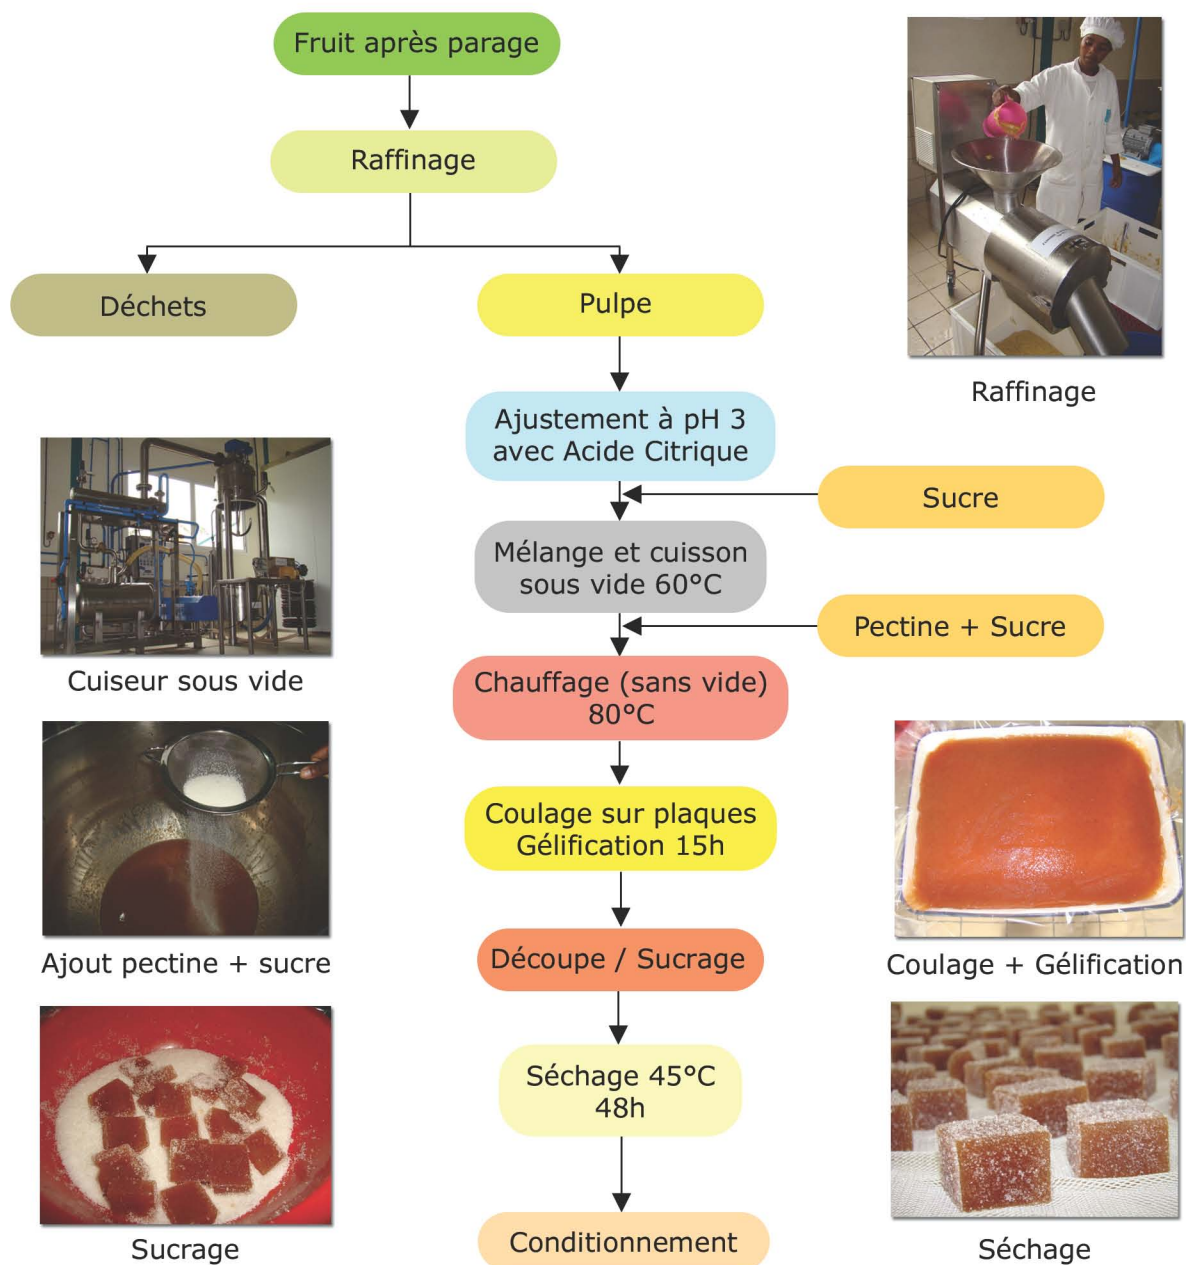 Fruit après parage
Raffinage
Déchets
Pulpe
Raffinage
Ajustement à pH 3
avec Acide Citrique
Sucre
Mélange et cuisson
sous vide 60°C
Pectine + Sucre
Cuiseur sous vide
Chauffage (sans vide)
80°C
Coulage sur plaques
Gélification 15h
Ajout pectine + sucre
Découpe / Sucrage
Coulage + Gélification
Séchage 45°C
48h
Sucrage
Conditionnement
Séchage